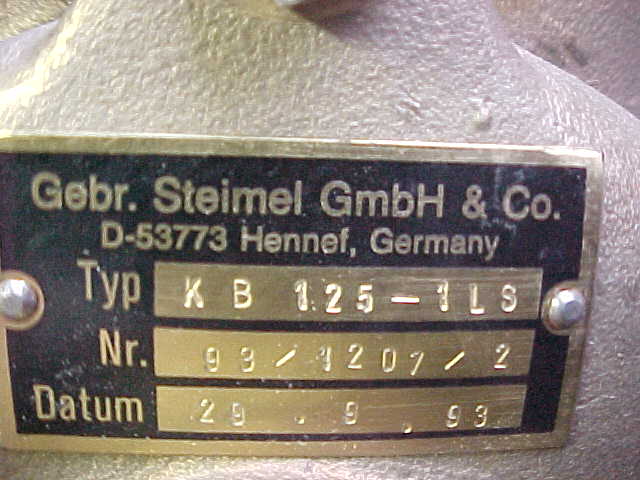 Gebr. Steimel GmbH & Co.
D-53773 Hennef, Germany
Typ KB 125-1LS
Nr. 93/1207/2
Datum 29.9.93